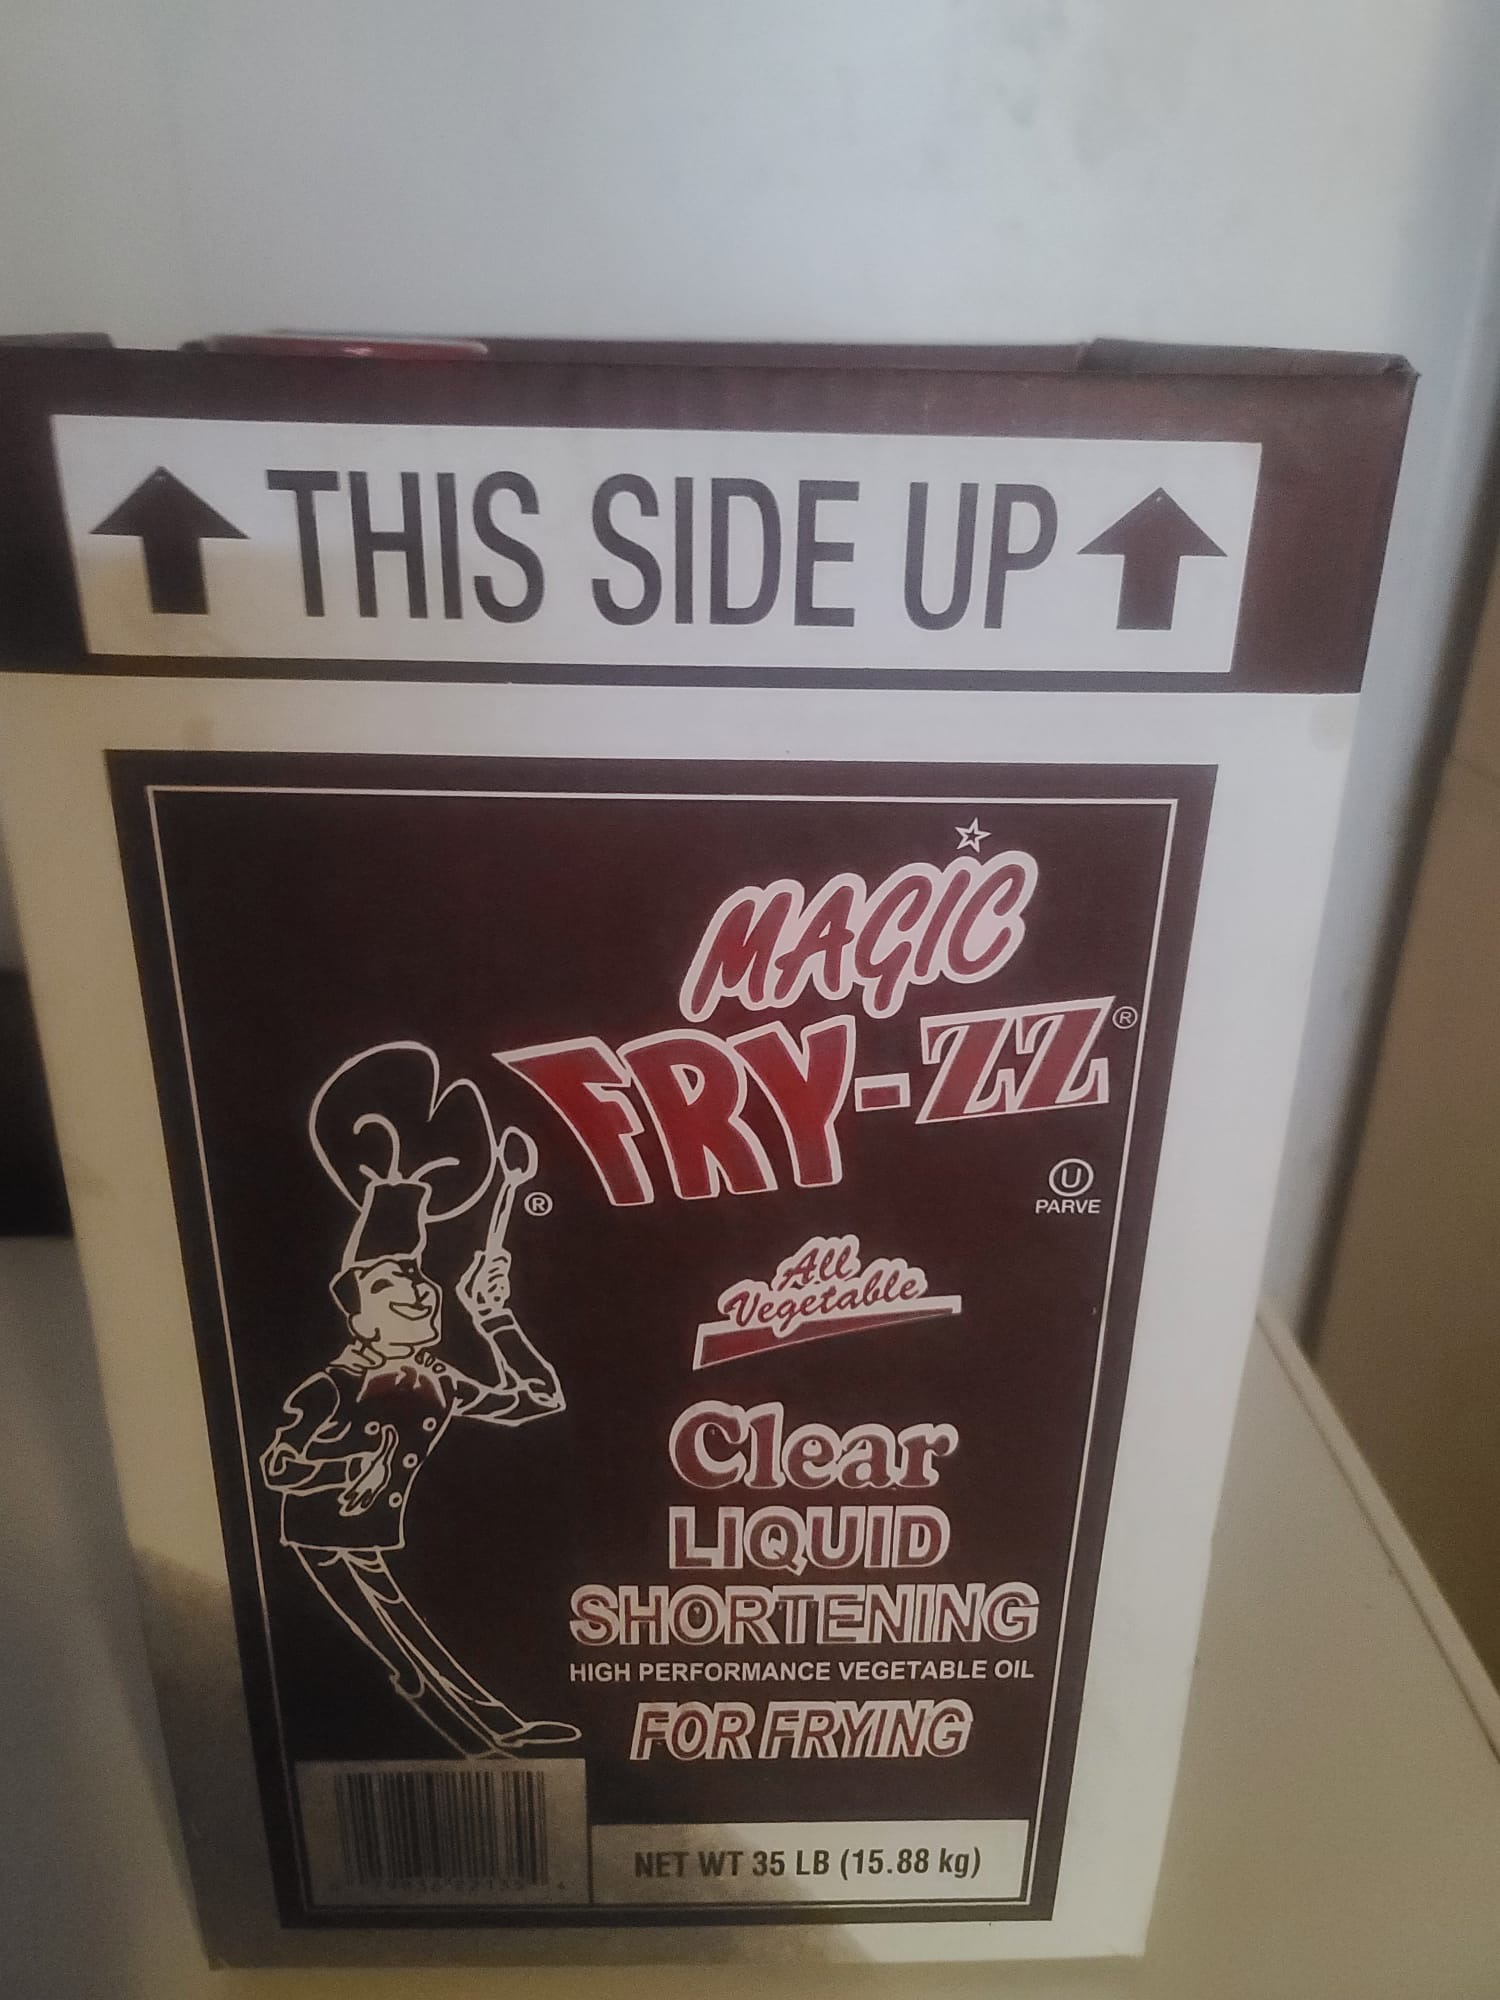 THIS SIDE UP
MAGIC
FRY-ZZ®
®
U
PARVE
All
Vegetable
Clear
LIQUID
SHORTENING
HIGH PERFORMANCE VEGETABLE OIL
FOR FRYING
NET WT 35 LB (15.88 kg)